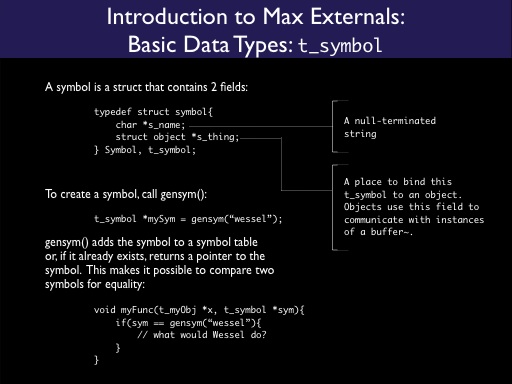 Introduction to Max Externals:
Basic Data Types: t_symbol
A symbol is a struct that contains 2 fields:
typedef struct symbol{
char *s_name;
struct object *s_thing;
} Symbol, t_symbol;
A null-terminated
string
A place to bind this
t_symbol to an object.
Objects use this field to
communicate with instances
of a buffer~.
To create a symbol, call gensym():
t_symbol *mySym = gensym(“wessel”);
gensym() adds the symbol to a symbol table
or, if it already exists, returns a pointer to the
symbol. This makes it possible to compare two
symbols for equality:
void myFunc(t_myObj *x, t_symbol *sym){
if(sym == gensym(“wessel”){
// what would Wessel do?
}
}